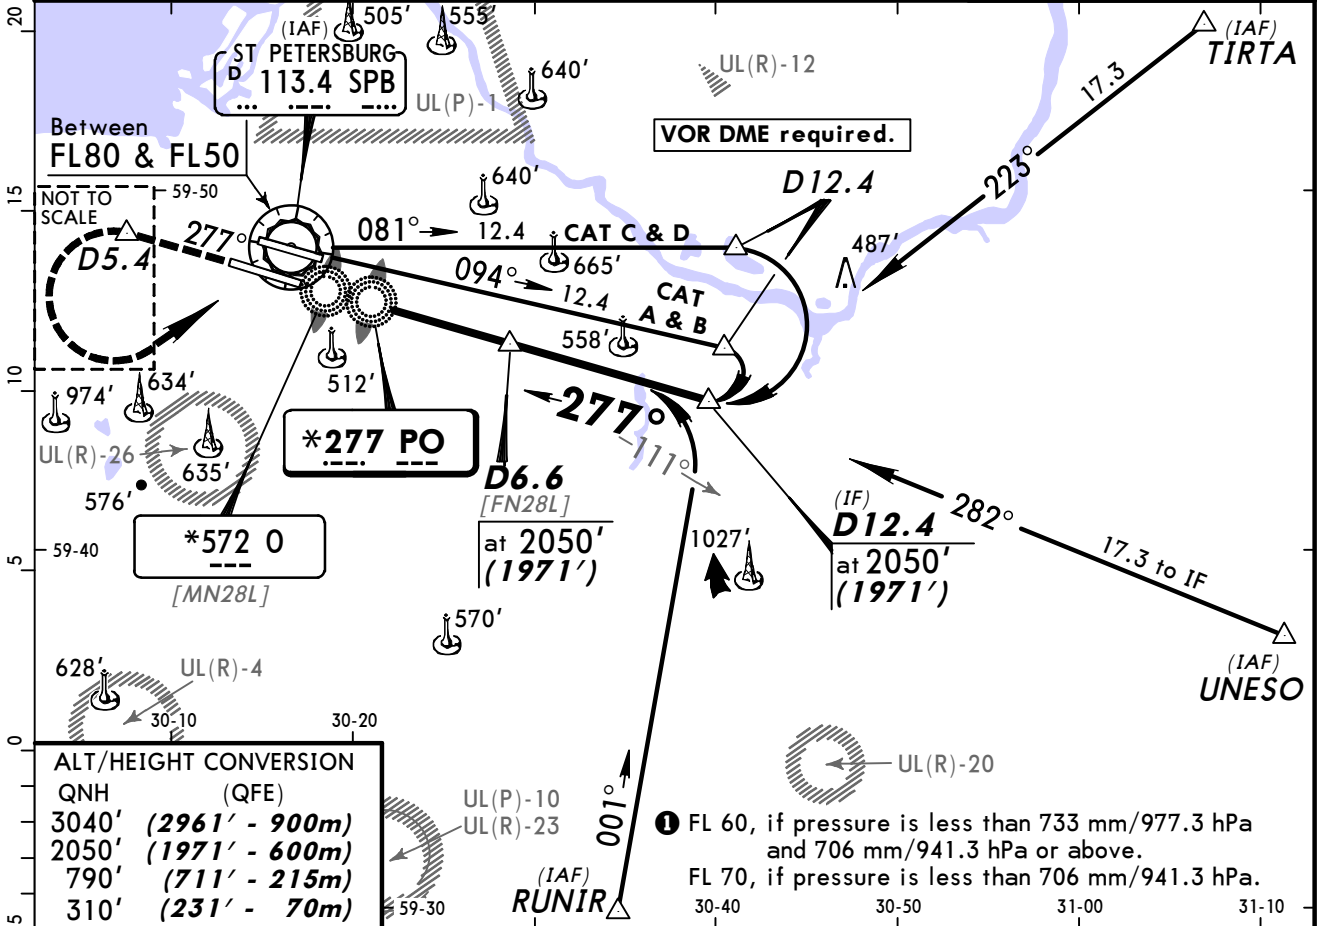 20
505'
555'
(IAF)
ST PETERSBURG
D 113.4 SPB
UL(P)-1
640'
UL(R)-12
(IAF)
TIRTA
17.3
223°
Between
FL80 & FL50
VOR DME required.
D12.4
15
NOT TO
SCALE
59-50
640'
277°
D5.4
081°
12.4
CAT C & D
665'
487'
094°
12.4
CAT
A & B
558'
10
974'
634'
512'
UL(R)-26
635'
576'
*277 PO
277°
-111°
D6.6
[FN28L]
at 2050'
(1971')
(IF)
D12.4
at 2050'
(1971')
282°
17.3 to IF
59-40
*572 O
[MN28L]
1027'
5
570'
(IAF)
UNESO
628'
UL(R)-4
30-10
30-20
0
ALT/HEIGHT CONVERSION
QNH (QFE)
3040' (2961' - 900m)
2050' (1971' - 600m)
790' (711' - 215m)
310' (231' - 70m)
UL(P)-10
UL(R)-23
001°
UL(R)-20
1 FL 60, if pressure is less than 733 mm/977.3 hPa
and 706 mm/941.3 hPa or above.
FL 70, if pressure is less than 706 mm/941.3 hPa.
(IAF)
RUNIR
5
59-30
30-40
30-50
31-00
31-10